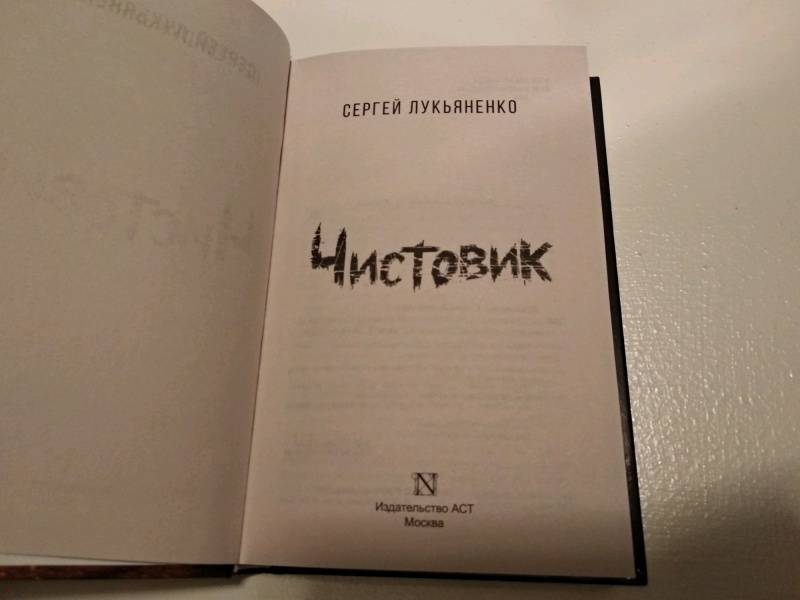 СЕРГЕЙ ЛУКЬЯНЕНКО
Чистовик
N
Издательство АСТ
Москва